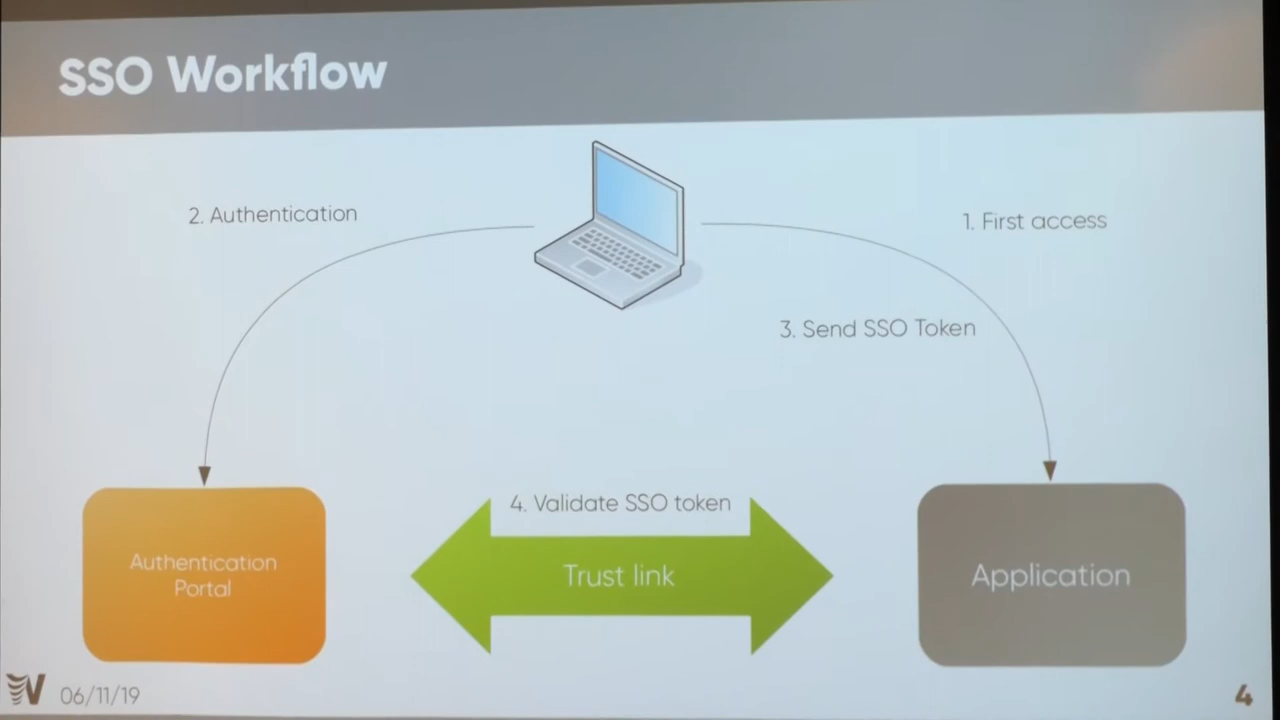 SSO Workflow
2. Authentication
1. First access
3. Send SSO Token
4. Validate SSO token
Authentication
Portal
Trust link
Application
06/11/19
4